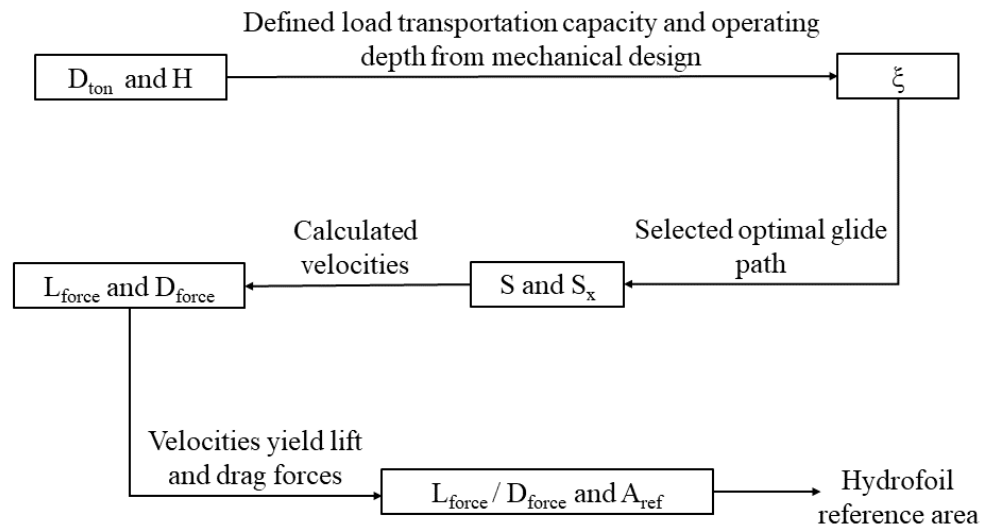 Defined load transportation capacity and operating
depth from mechanical design
D_ton and H
ξ
Selected optimal glide
path
Calculated
velocities
L_force and D_force
S and S_x
Velocities yield lift
and drag forces
L_force / D_force and A_ref
Hydrofoil
reference area